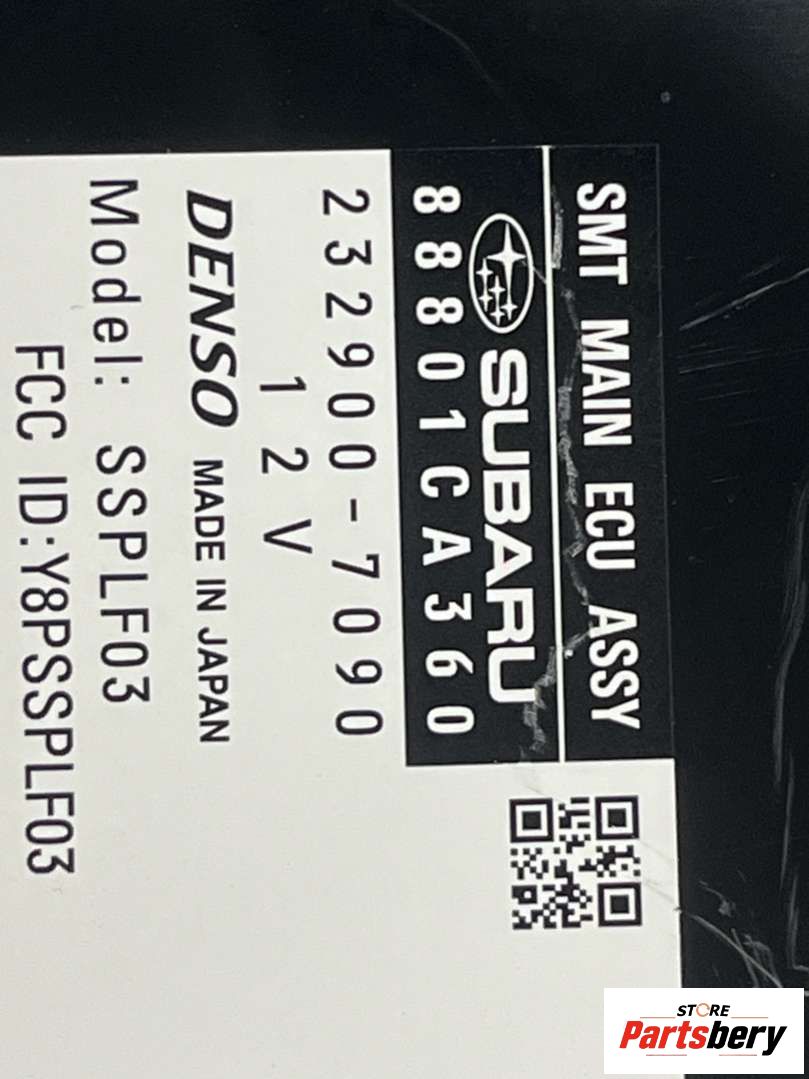 SMT MAIN ECU ASSY
SUBARU
88801CA360
232900-7090
12V
DENSO MADE IN JAPAN
Model: SSPLF03
FCC ID:Y8PSSPLF03
STORE
Partsbery